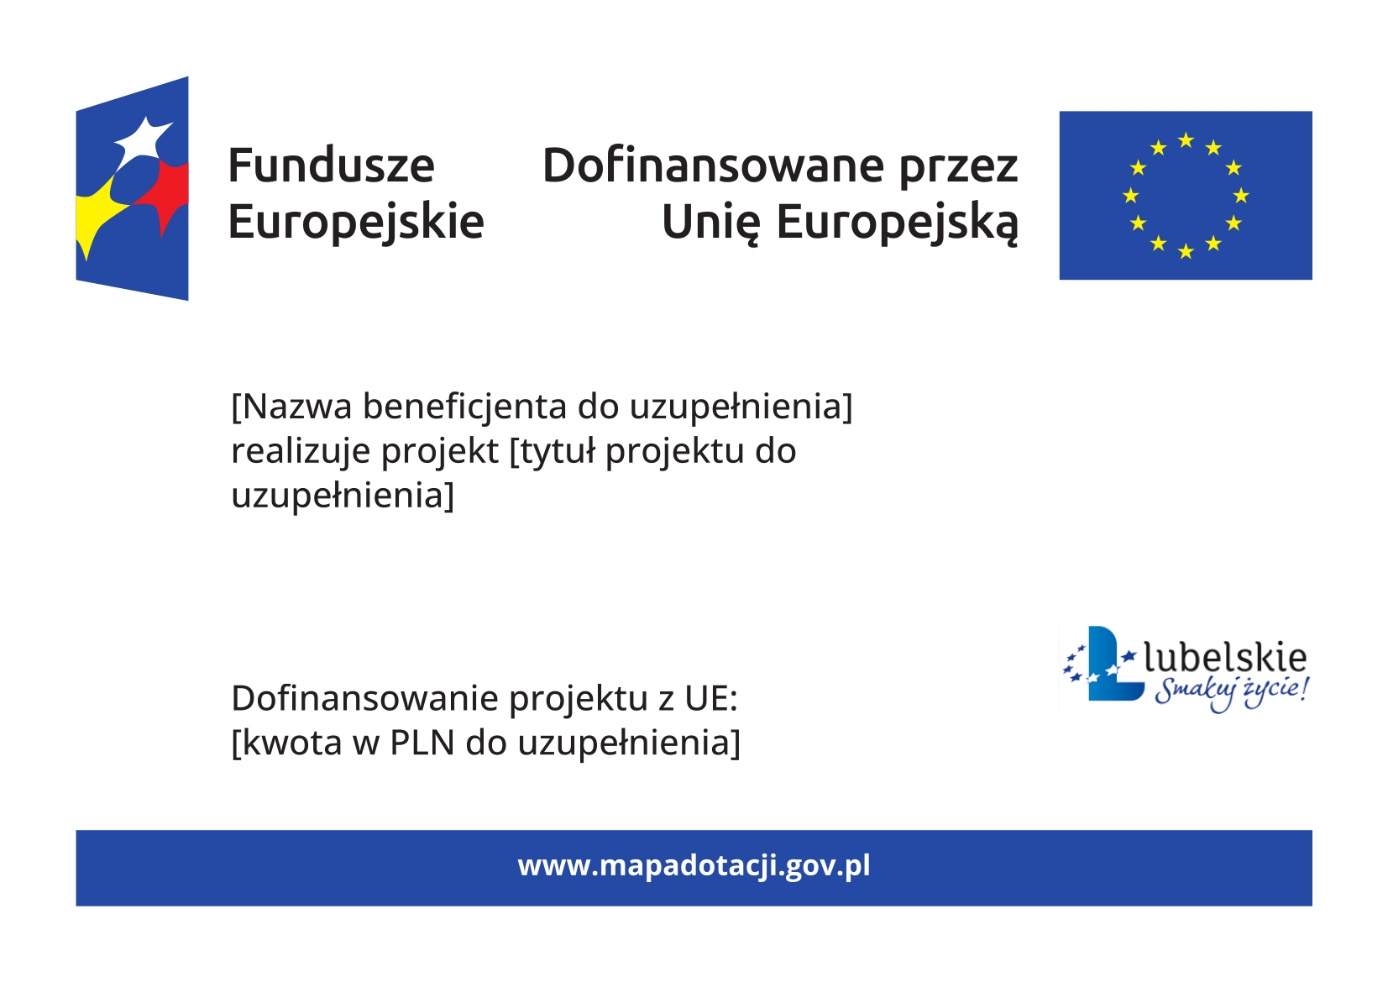 Fundusze
Europejskie
Dofinansowane przez
Unię Europejską
[Nazwa beneficjenta do uzupełnienia]
realizuje projekt [tytuł projektu do
uzupełnienia]
lubelskie
Smakuj życie!
Dofinansowanie projektu z UE:
[kwota w PLN do uzupełnienia]
www.mapadotacji.gov.pl